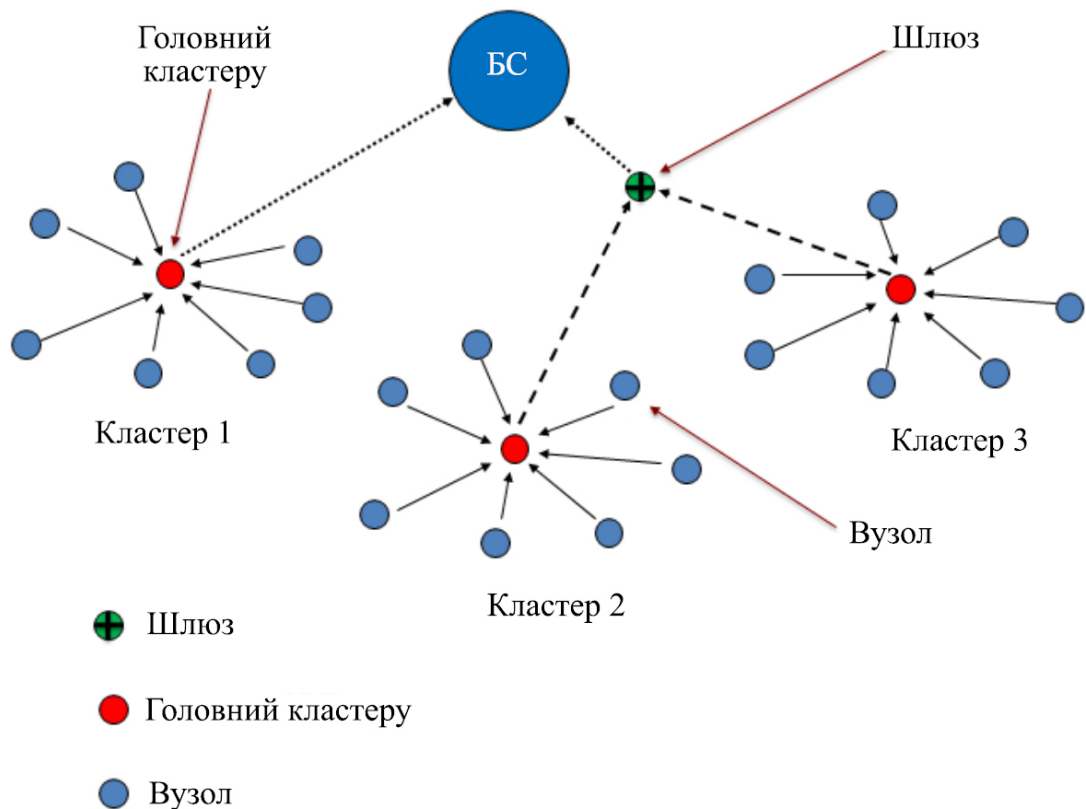 Головний
кластеру
БС
Шлюз
Кластер 1
Кластер 3
Вузол
Кластер 2
Шлюз
Головний кластеру
Вузол